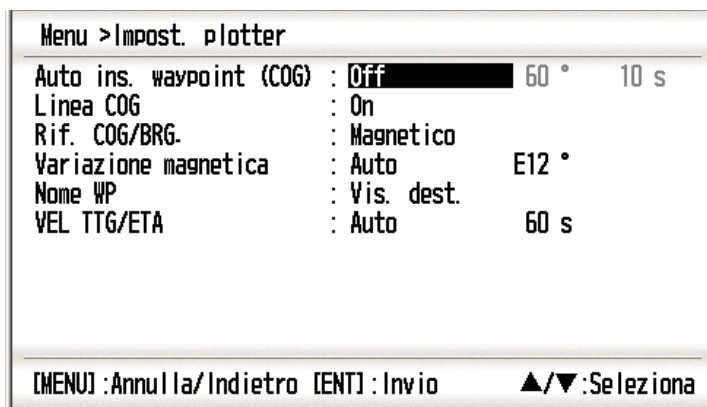 Menu >Impost. plotter
Auto ins. waypoint (COG) : Off 60 ° 10 s
Linea COG : On
Rif. COG/BRG. : Magnetico
Variazione magnetica : Auto E12 °
Nome WP : Vis. dest.
VEL TTG/ETA : Auto 60 s
[MENU]:Annulla/Indietro [ENT]:Invio ▲/▼:Seleziona